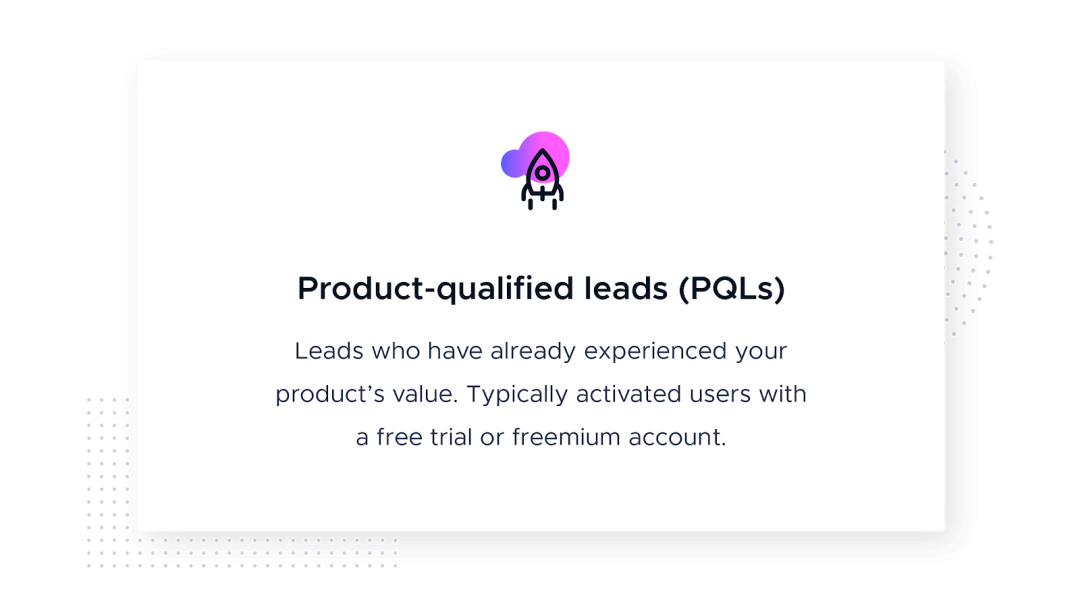 Product-qualified leads (PQLs)
Leads who have already experienced your
product’s value. Typically activated users with
a free trial or freemium account.